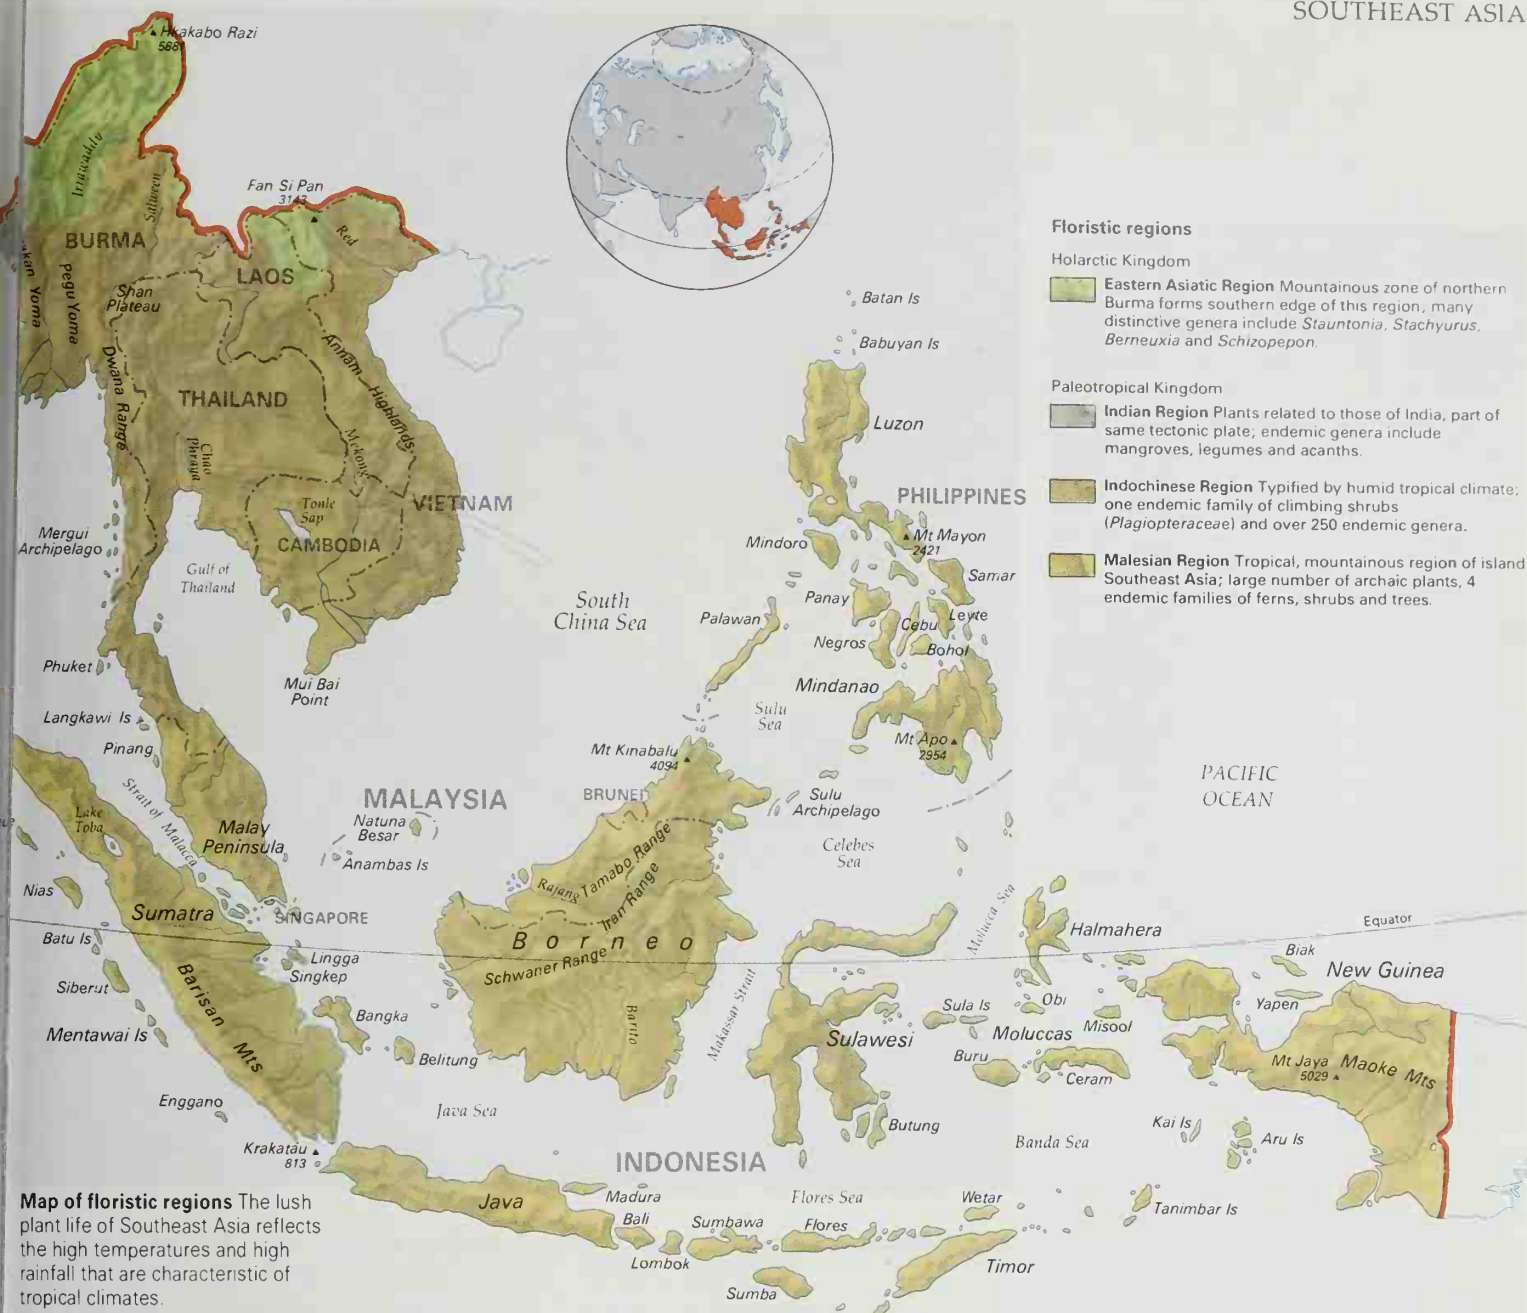 SOUTHEAST ASIA
Hkakabo Razi
5881
Irrawaddy
Salween
Fan Si Pan
3143
Red
BURMA
LAOS
Pegu Yoma
Yoma
Shan
Plateau
Dwana Range
Annam Highlands
THAILAND
Chao
Phraya
Mekong
VIETNAM
Tonle
Sap
CAMBODIA
Mergui
Archipelago
Gulf of
Thailand
Phuket
Mui Bai
Point
Langkawi Is
Pinang
Strait of Malacca
Lake
Toba
Malay
Peninsula
MALAYSIA
Natuna
Besar
Anambas Is
Nias
Sumatra
SINGAPORE
Batu Is
Lingga
Singkep
Siberut
Barisan Mts
Mentawai Is
Bangka
Belitung
Enggano
Java Sea
Krakatau
813
South
China Sea
Batan Is
Babuyan Is
Luzon
PHILIPPINES
Mt Mayon
2421
Mindoro
Samar
Panay
Palawan
Cebu
Leyte
Negros
Bohol
Mindanao
Sulu
Sea
Mt Apo
2954
Mt Kinabalu
4094
BRUNEI
Sulu
Archipelago
Celebes
Sea
Rajang
Tamabo Range
Iran Range
Borneo
Schwaner Range
Barito
Makassar Strait
Molucca Sea
Halmahera
Equator
Biak
New Guinea
Yapen
Obi
Sula Is
Moluccas
Misool
Sulawesi
Buru
Ceram
Mt Jaya
5029
Maoke Mts
Butung
Banda Sea
Kai Is
Aru Is
INDONESIA
Java
Madura
Bali
Lombok
Sumbawa
Flores Sea
Flores
Sumba
Wetar
Timor
Tanimbar Is
PACIFIC
OCEAN
Floristic regions
Holarctic Kingdom
Eastern Asiatic Region Mountainous zone of northern
Burma forms southern edge of this region, many
distinctive genera include Stauntonia, Stachyurus,
Berneuxia and Schizopepon.
Paleotropical Kingdom
Indian Region Plants related to those of India, part of
same tectonic plate; endemic genera include
mangroves, legumes and acanths.
Indochinese Region Typified by humid tropical climate;
one endemic family of climbing shrubs
(Plagiopteraceae) and over 250 endemic genera.
Malesian Region Tropical, mountainous region of island
Southeast Asia; large number of archaic plants, 4
endemic families of ferns, shrubs and trees.
Map of floristic regions The lush
plant life of Southeast Asia reflects
the high temperatures and high
rainfall that are characteristic of
tropical climates.